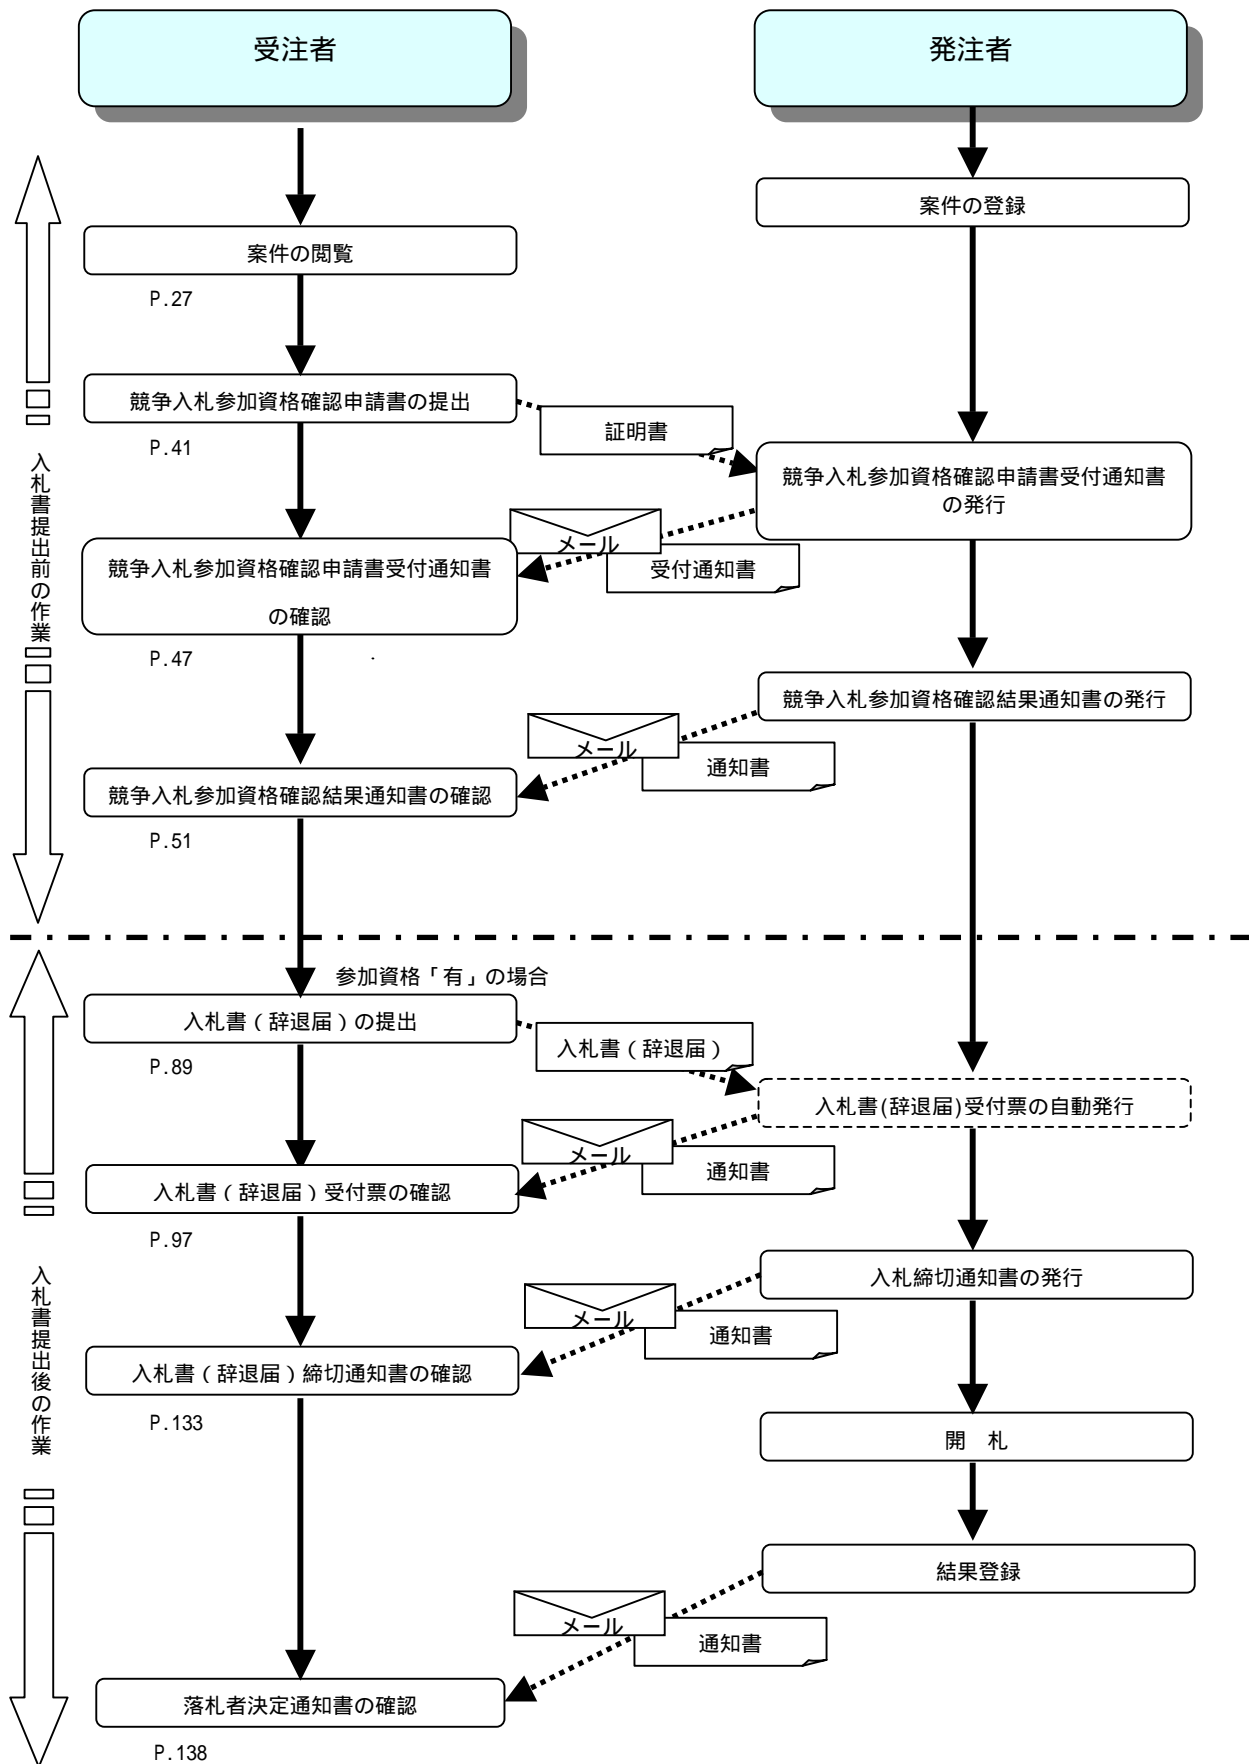 受注者
発注者
案件の登録
案件の閲覧
P.27
競争入札参加資格確認申請書の提出
証明書
P.41
競争入札参加資格確認申請書受付通知書
の発行
メール
受付通知書
競争入札参加資格確認申請書受付通知書
の確認
P.47
入札書提出前の作業
競争入札参加資格確認結果通知書の発行
メール
通知書
競争入札参加資格確認結果通知書の確認
P.51
参加資格「有」の場合
入札書(辞退届)の提出
入札書(辞退届)
P.89
入札書(辞退届)受付票の自動発行
メール
通知書
入札書(辞退届)受付票の確認
P.97
入札締切通知書の発行
メール
通知書
入札書(辞退届)締切通知書の確認
P.133
入札書提出後の作業
開 札
結果登録
メール
通知書
落札者決定通知書の確認
P.138